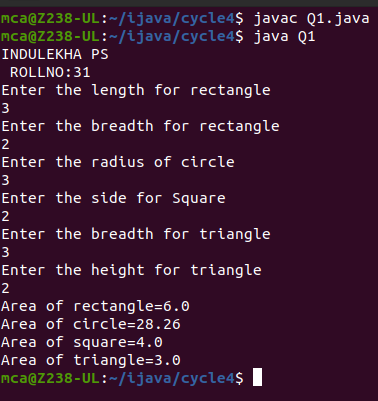 mca@Z238-UL:~/ijava/cycle4$ javac Q1.java
mca@Z238-UL:~/ijava/cycle4$ java Q1
INDULEKHA PS
 ROLLNO:31
Enter the length for rectangle
3
Enter the breadth for rectangle
2
Enter the radius of circle
3
Enter the side for Square
2
Enter the breadth for triangle
3
Enter the height for triangle
2
Area of rectangle=6.0
Area of circle=28.26
Area of square=4.0
Area of triangle=3.0
mca@Z238-UL:~/ijava/cycle4$